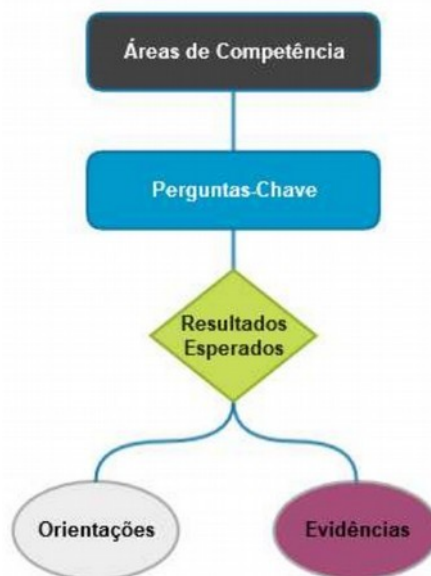 Áreas de Competência
Perguntas-Chave
Resultados
Esperados
Orientações
Evidências